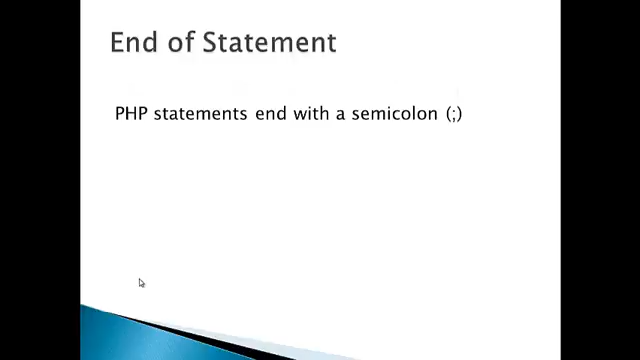 End of Statement
PHP statements end with a semicolon (;)